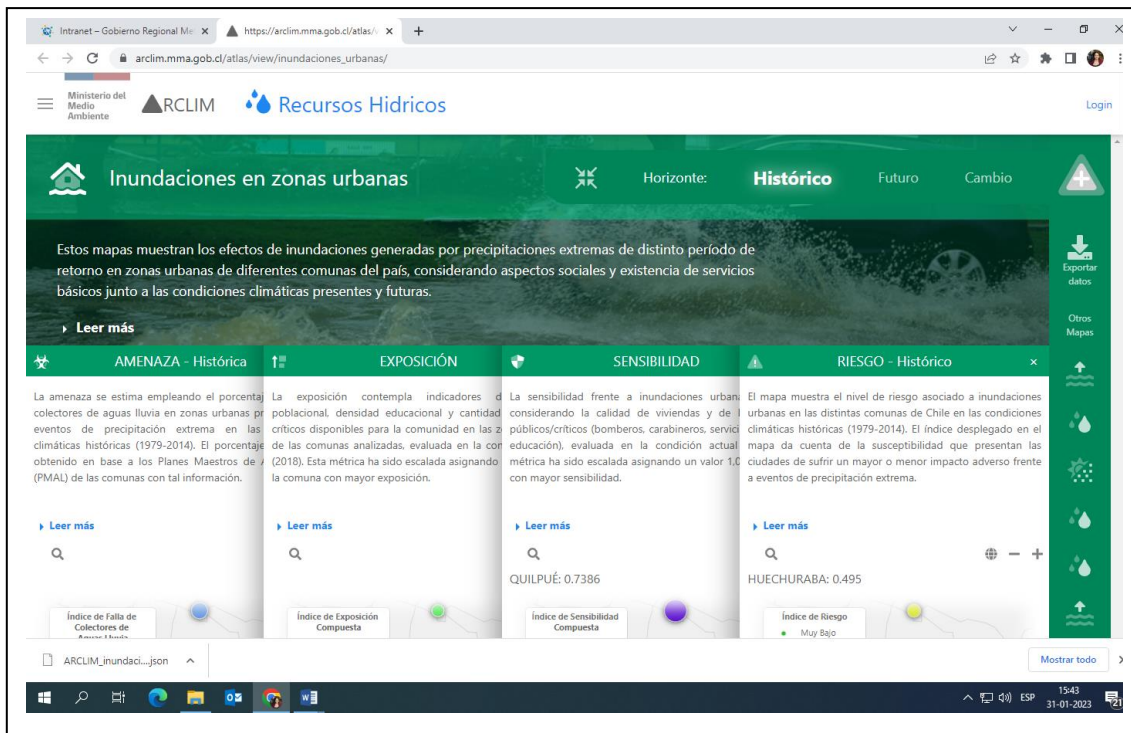 Intranet – Gobierno Regional Me
https://arclim.mma.gob.cl/atlas/v
arclim.mma.gob.cl/atlas/view/inundaciones_urbanas/
Ministerio del
Medio
Ambiente
ARCLIM
Recursos Hidricos
Login
Inundaciones en zonas urbanas
Horizonte:
Histórico
Futuro
Cambio
Estos mapas muestran los efectos de inundaciones generadas por precipitaciones extremas de distinto período de
retorno en zonas urbanas de diferentes comunas del país, considerando aspectos sociales y existencia de servicios
básicos junto a las condiciones climáticas presentes y futuras.
Leer más
Exportar
datos
Otros
Mapas
AMENAZA - Histórica
La amenaza se estima empleando el porcentaj
colectores de aguas lluvia en zonas urbanas pr
eventos de precipitación extrema en las
climáticas históricas (1979-2014). El porcentaje
obtenido en base a los Planes Maestros de A
(PMAL) de las comunas con tal información.
Leer más
Índice de Falla de
Colectores de
Aguas Lluvia
EXPOSICIÓN
La exposición contempla indicadores d
poblacional, densidad educacional y cantidad
críticos disponibles para la comunidad en las z
de las comunas analizadas, evaluada en la con
(2018). Esta métrica ha sido escalada asignando
la comuna con mayor exposición.
Leer más
Índice de Exposición
Compuesta
SENSIBILIDAD
La sensibilidad frente a inundaciones urban
considerando la calidad de viviendas y de l
públicos/críticos (bomberos, carabineros, servici
educación), evaluada en la condición actual
métrica ha sido escalada asignando un valor 1,0
con mayor sensibilidad.
Leer más
QUILPUÉ: 0.7386
Índice de Sensibilidad
Compuesta
RIESGO - Histórico
El mapa muestra el nivel de riesgo asociado a inundaciones
urbanas en las distintas comunas de Chile en las condiciones
climáticas históricas (1979-2014). El índice desplegado en el
mapa da cuenta de la susceptibilidad que presentan las
ciudades de sufrir un mayor o menor impacto adverso frente
a eventos de precipitación extrema.
Leer más
HUECHURABA: 0.495
Índice de Riesgo
Muy Bajo
ARCLIM_inundaci....json
Mostrar todo
ESP
15:43
31-01-2023
21